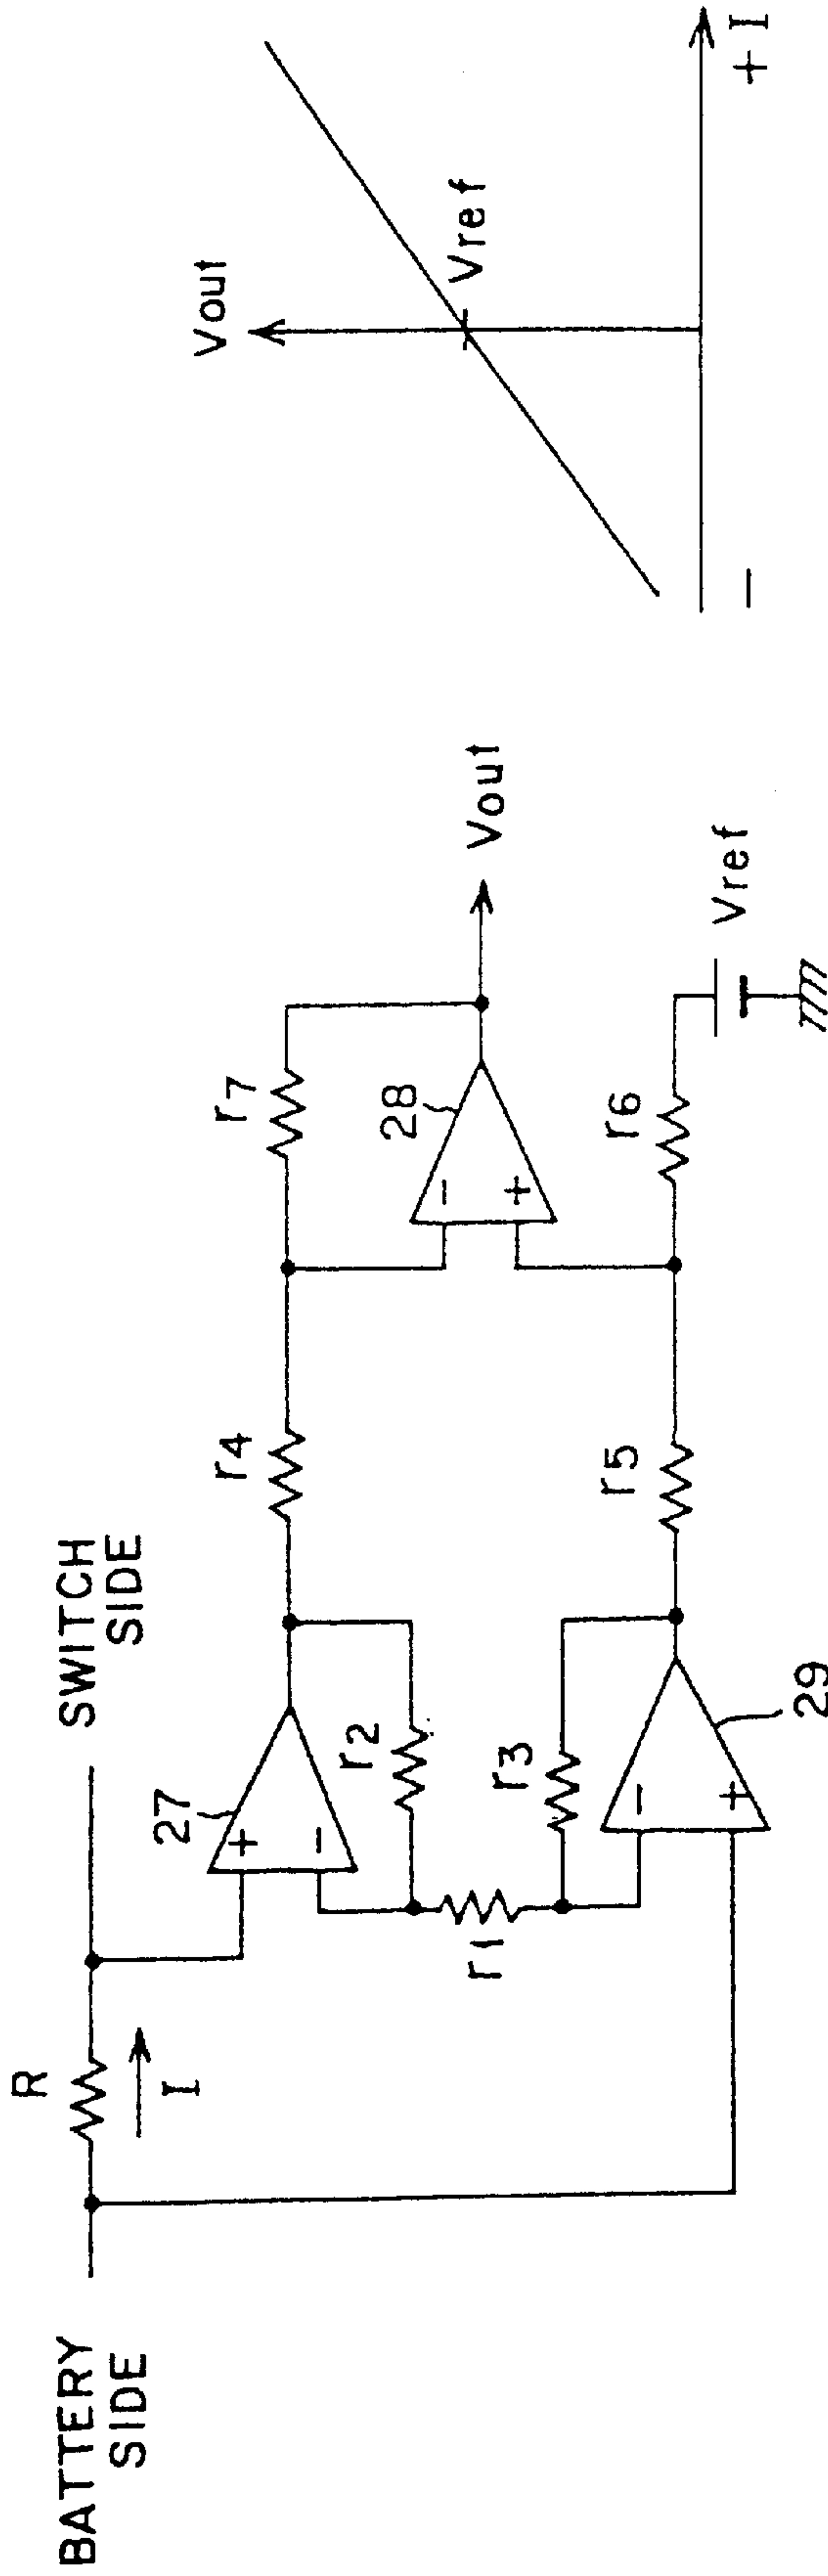 BATTERY
SIDE
R
I
SWITCH
SIDE
27
+
−
r2
r1
r3
−
+
29
r4
r5
r7
28
−
+
r6
Vout
Vref
Vout
Vref
−
+I